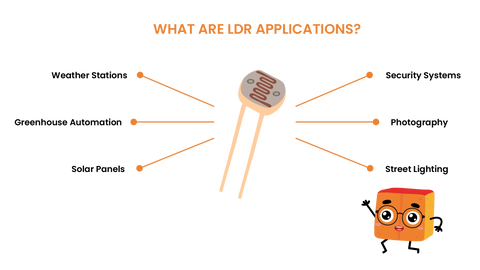 WHAT ARE LDR APPLICATIONS?
Weather Stations
Security Systems
Greenhouse Automation
Photography
Solar Panels
Street Lighting